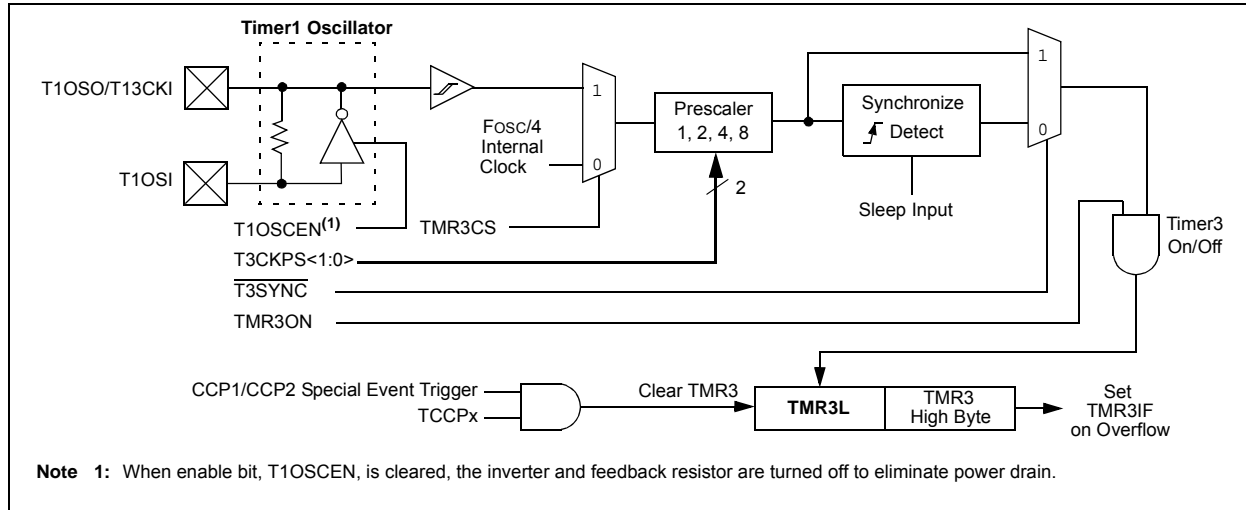 Timer1 Oscillator
T1OSO/T13CKI
T1OSI
1
FOSC/4
Internal
Clock
0
Prescaler
1, 2, 4, 8
2
Synchronize
Detect
Sleep Input
1
0
T1OSCEN(1)
TMR3CS
T3CKPS<1:0>
T3SYNC
TMR3ON
Timer3
On/Off
CCP1/CCP2 Special Event Trigger
TCCPx
Clear TMR3
TMR3L
TMR3
High Byte
Set
TMR3IF
on Overflow
Note 1: When enable bit, T1OSCEN, is cleared, the inverter and feedback resistor are turned off to eliminate power drain.